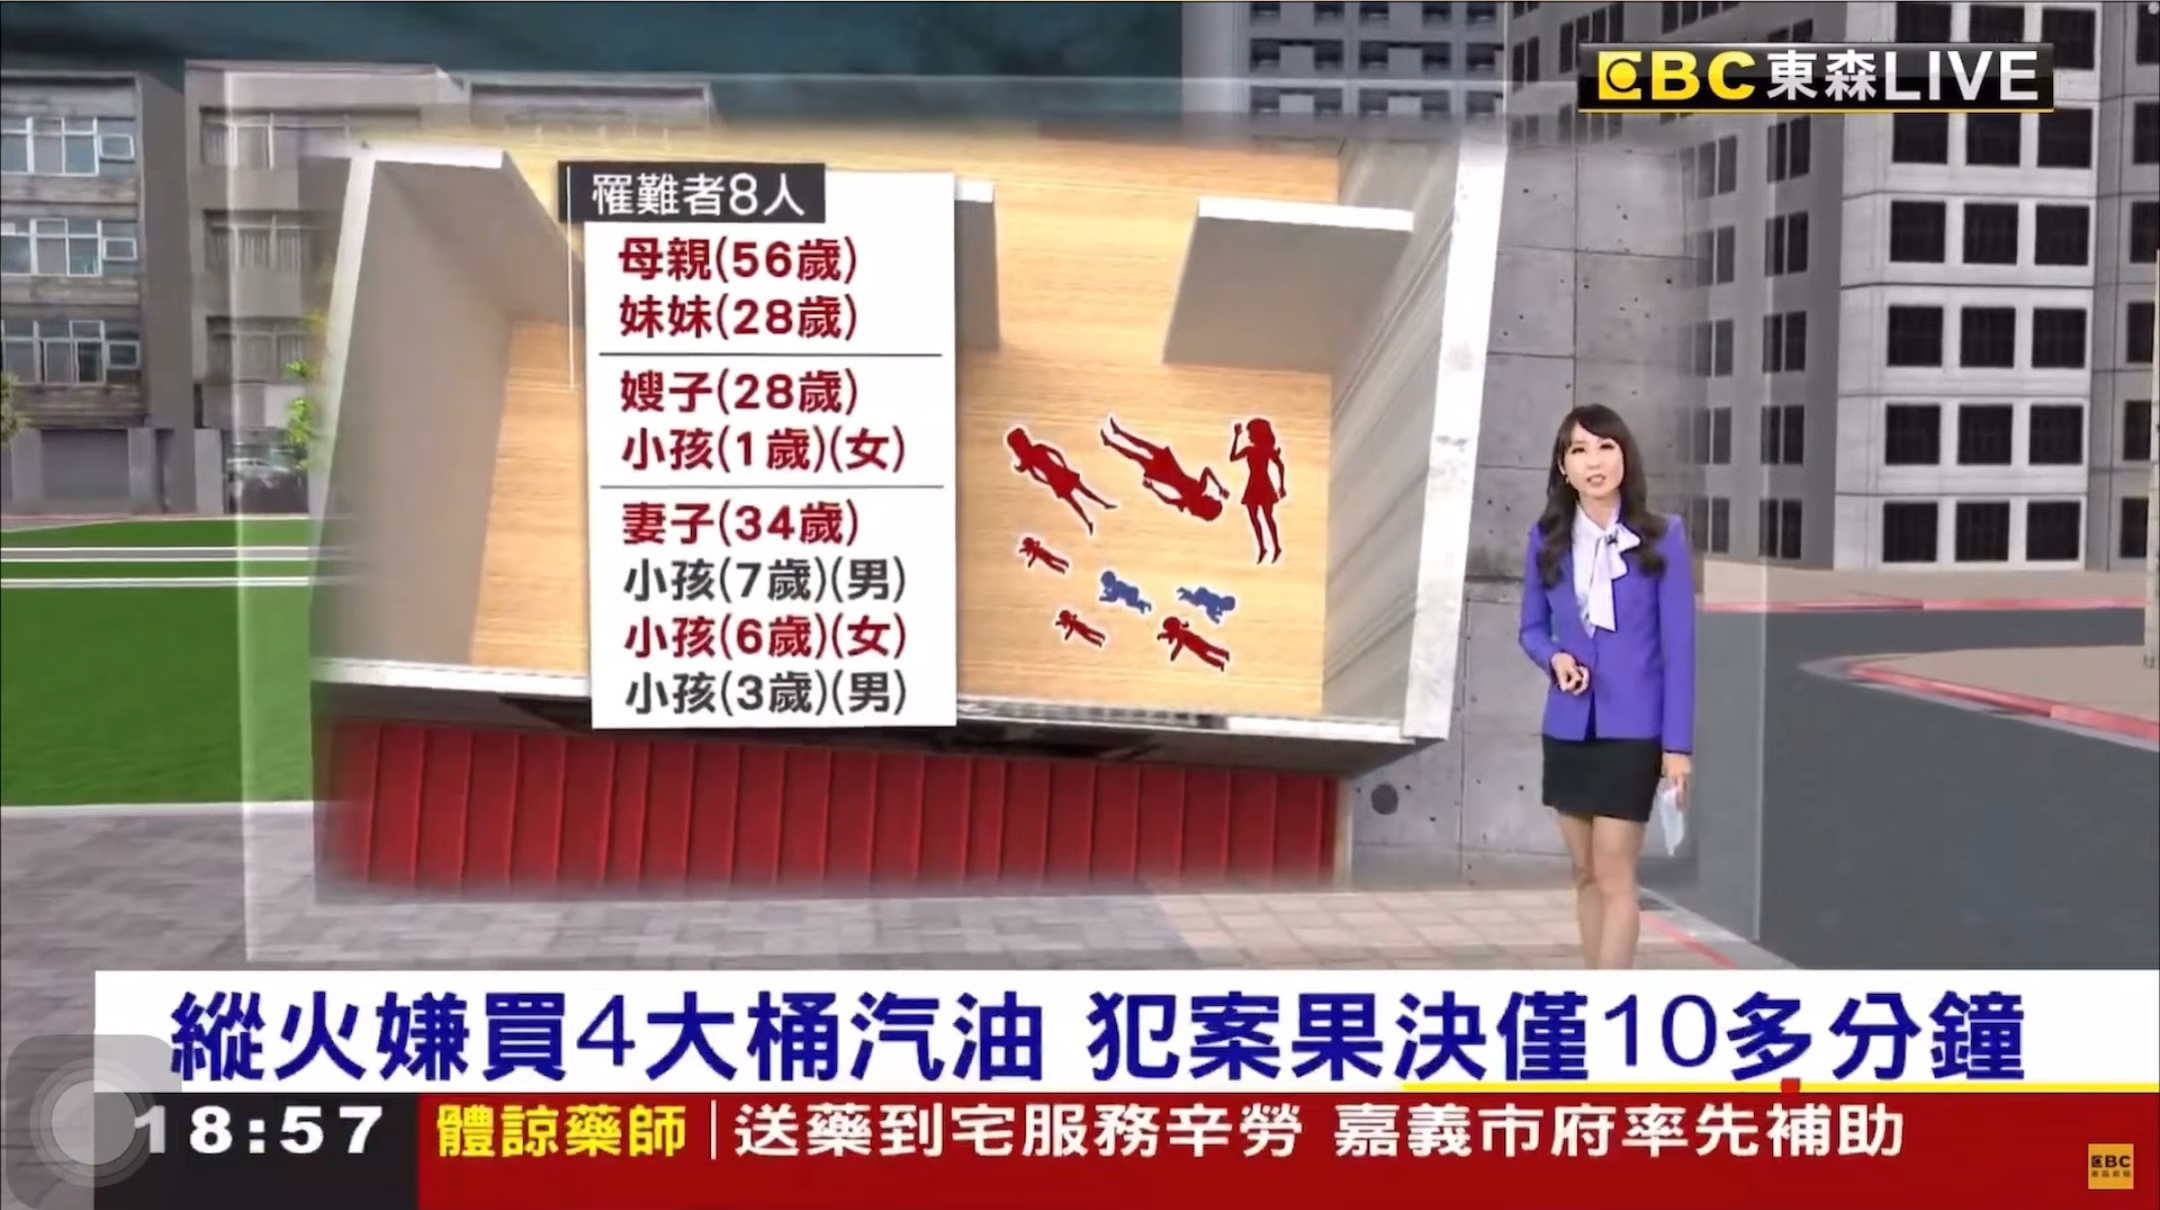 EBC東森LIVE
罹難者8人
母親(56歲)
妹妹(28歲)
嫂子(28歲)
小孩(1歲)(女)
妻子(34歲)
小孩(7歲)(男)
小孩(6歲)(女)
小孩(3歲)(男)
縱火嫌買4大桶汽油 犯案果決僅10多分鐘
18:57
體諒藥師|送藥到宅服務辛勞 嘉義市府率先補助
EBC
東森新聞